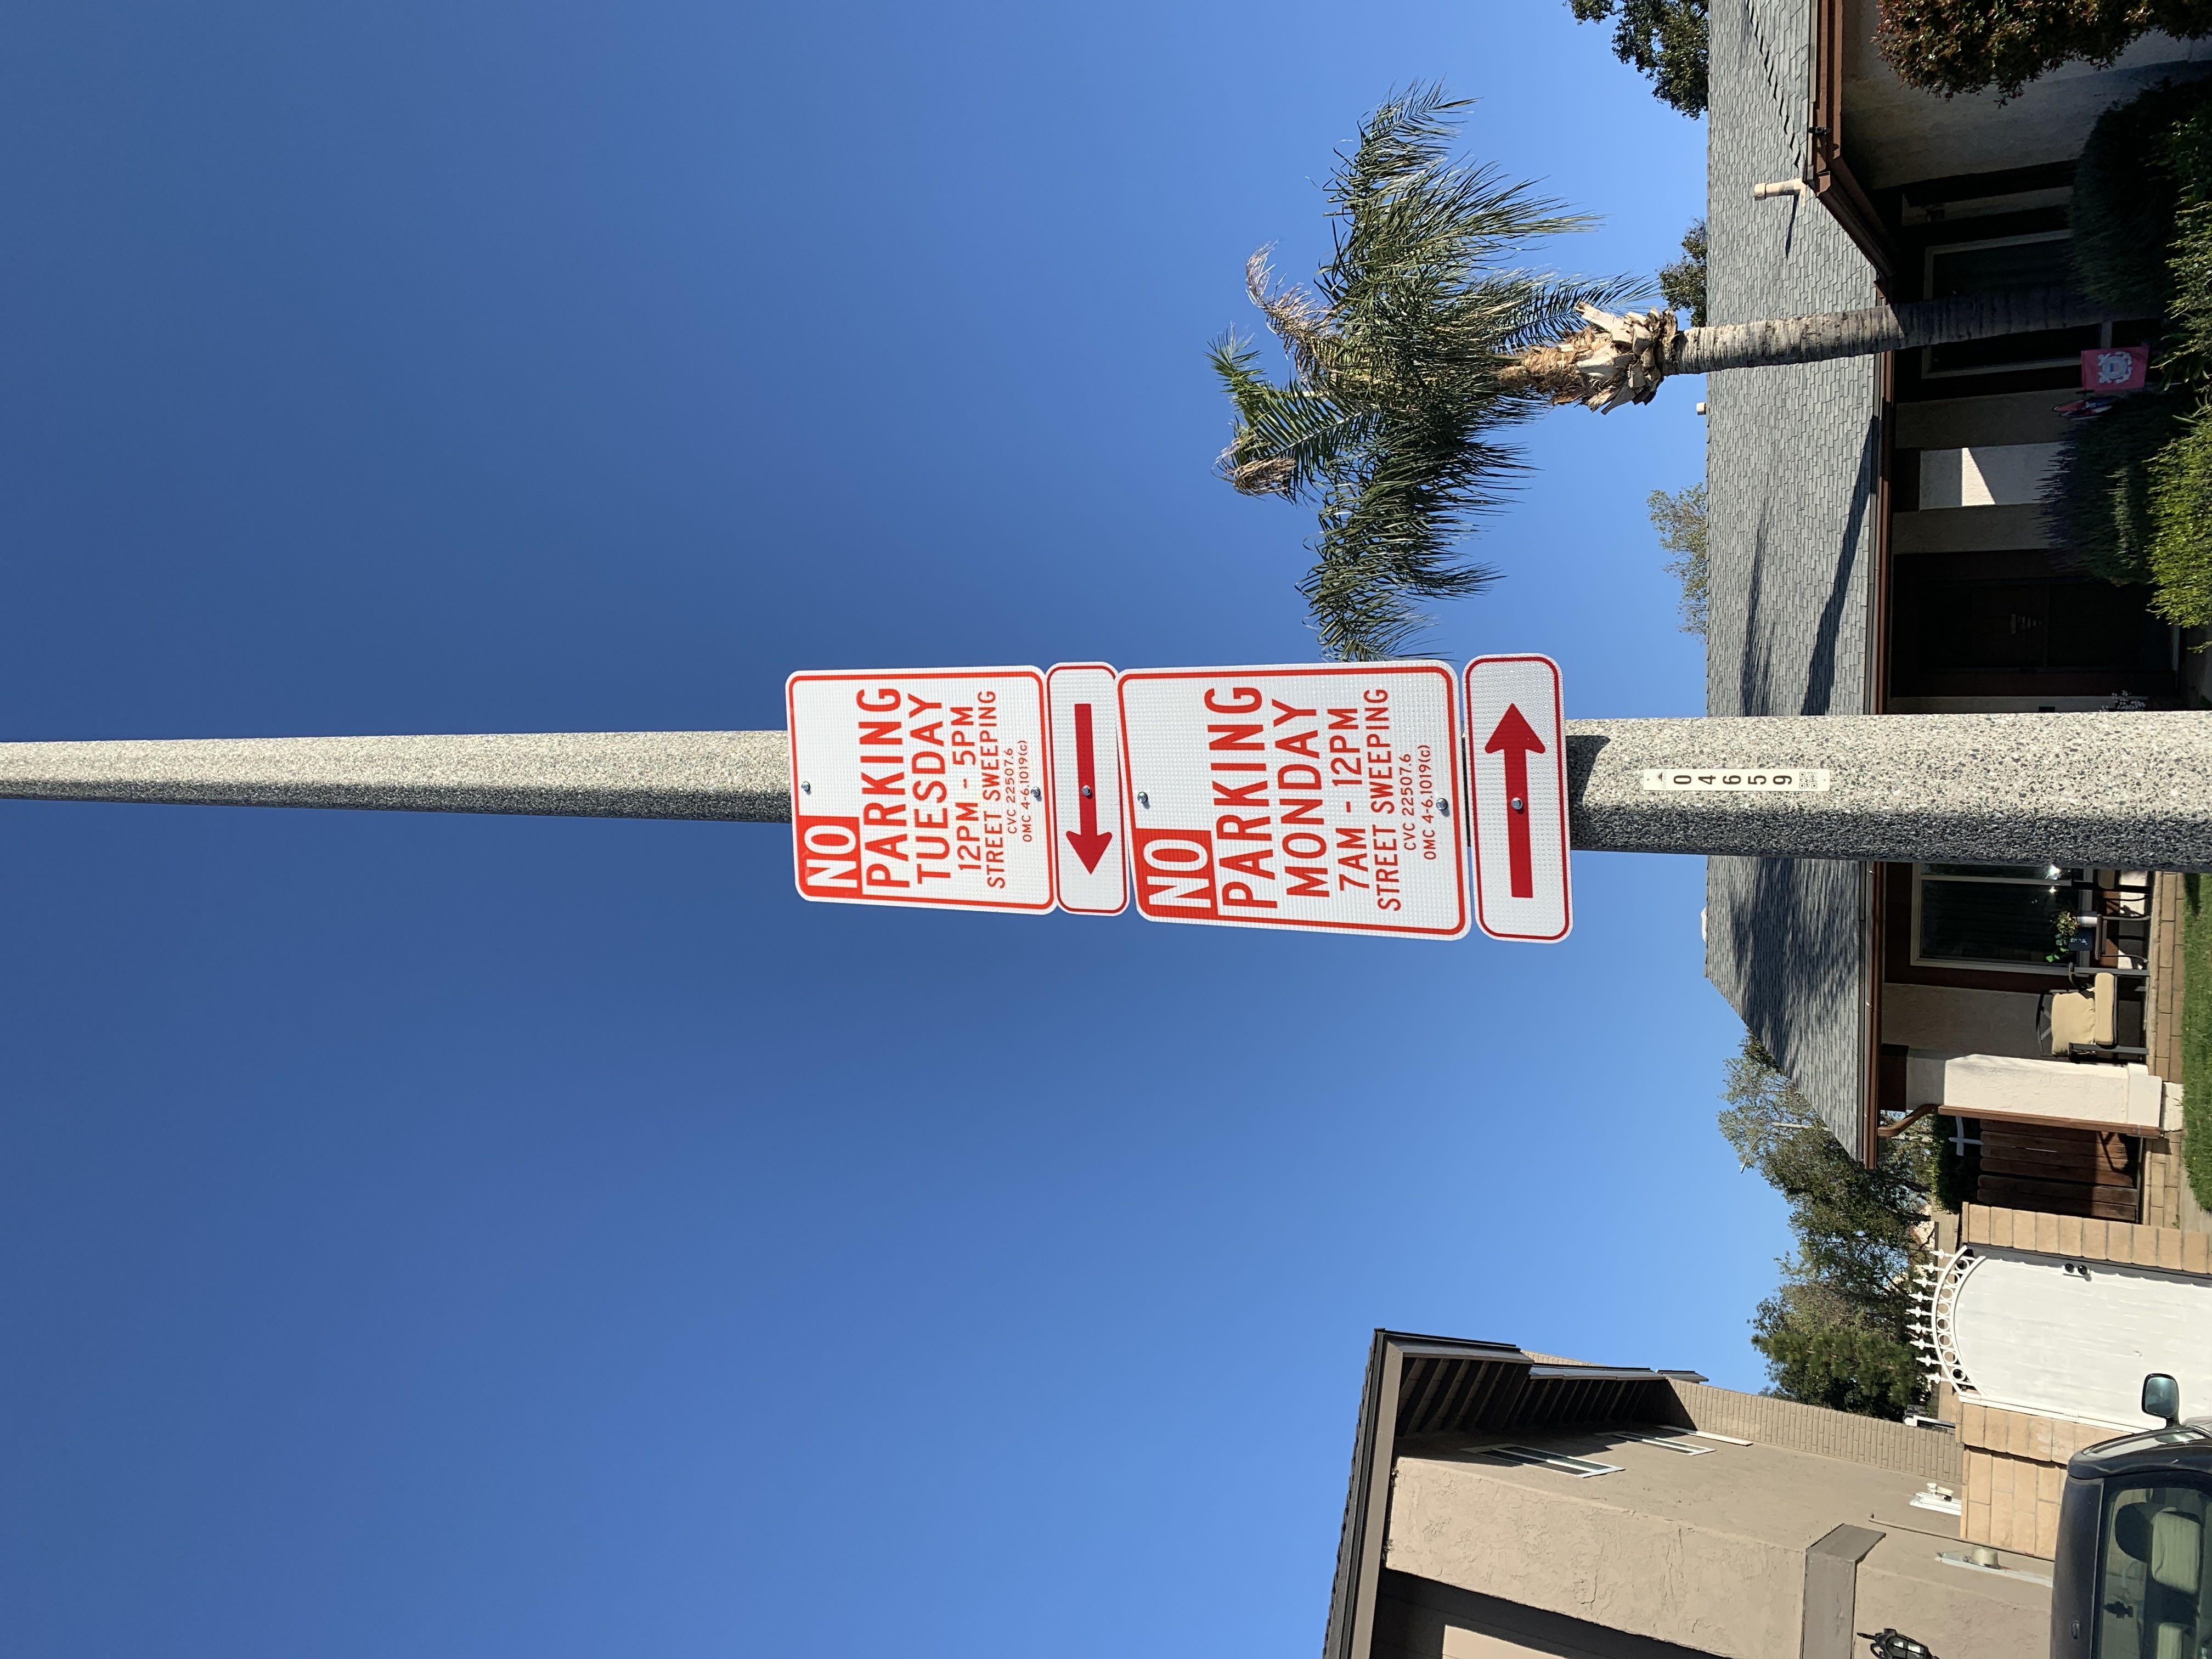 NO
PARKING
TUESDAY
12PM - 5PM
STREET SWEEPING
CVC 22507.6
OMC 4-6.1019(c)
NO
PARKING
MONDAY
7AM - 12PM
STREET SWEEPING
CVC 22507.6
OMC 4-6.1019(c)
04659